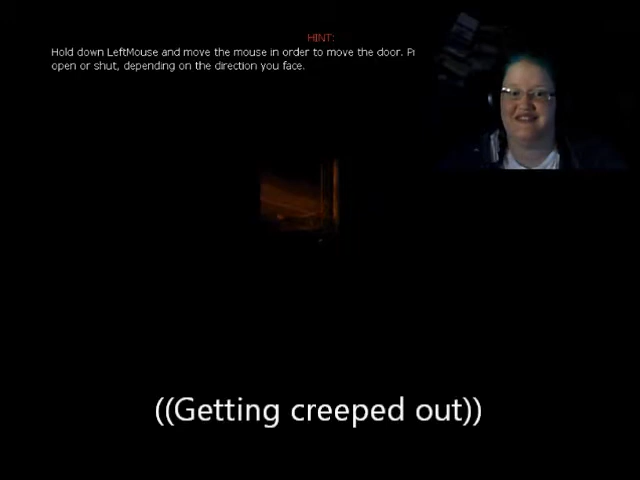 HINT:
Hold down LeftMouse and move the mouse in order to move the door.
open or shut, depending on the direction you face.
((Getting creeped out))